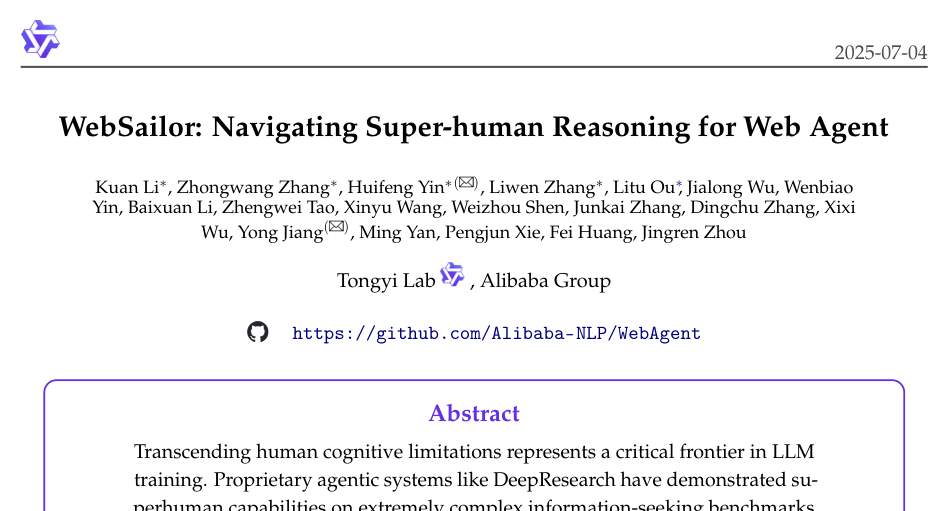 2025-07-04
WebSailor: Navigating Super-human Reasoning for Web Agent
Kuan Li*, Zhongwang Zhang*, Huifeng Yin*(✉), Liwen Zhang*, Litu Ou*, Jialong Wu, Wenbiao
Yin, Baixuan Li, Zhengwei Tao, Xinyu Wang, Weizhou Shen, Junkai Zhang, Dingchu Zhang, Xixi
Wu, Yong Jiang(✉), Ming Yan, Pengjun Xie, Fei Huang, Jingren Zhou
Tongyi Lab , Alibaba Group
https://github.com/Alibaba-NLP/WebAgent
Abstract
Transcending human cognitive limitations represents a critical frontier in LLM
training. Proprietary agentic systems like DeepResearch have demonstrated su-
perhuman capabilities on extremely complex information-seeking benchmarks